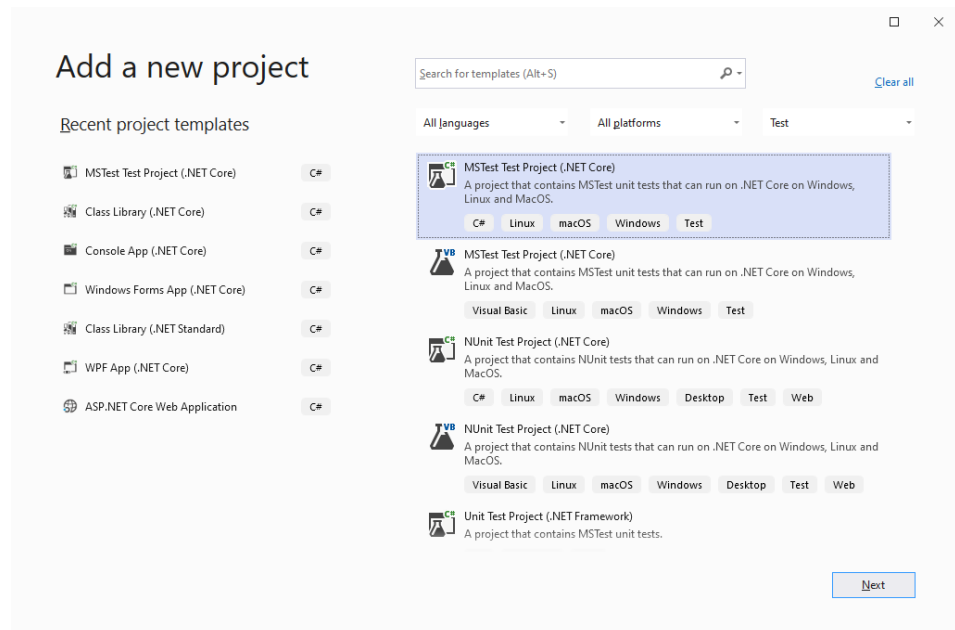 Add a new project
Search for templates (Alt+S)
Clear all
Recent project templates
All languages
All platforms
Test
MSTest Test Project (.NET Core)
C#
Class Library (.NET Core)
C#
Console App (.NET Core)
C#
Windows Forms App (.NET Core)
C#
Class Library (.NET Standard)
C#
WPF App (.NET Core)
C#
ASP.NET Core Web Application
C#
C#
MSTest Test Project (.NET Core)
A project that contains MSTest unit tests that can run on .NET Core on Windows,
Linux and MacOS.
C# Linux macOS Windows Test
VB
MSTest Test Project (.NET Core)
A project that contains MSTest unit tests that can run on .NET Core on Windows,
Linux and MacOS.
Visual Basic Linux macOS Windows Test
C#
NUnit Test Project (.NET Core)
A project that contains NUnit tests that can run on .NET Core on Windows, Linux and
MacOS.
C# Linux macOS Windows Desktop Test Web
VB
NUnit Test Project (.NET Core)
A project that contains NUnit tests that can run on .NET Core on Windows, Linux and
MacOS.
Visual Basic Linux macOS Windows Desktop Test Web
C#
Unit Test Project (.NET Framework)
A project that contains MSTest unit tests.
Next